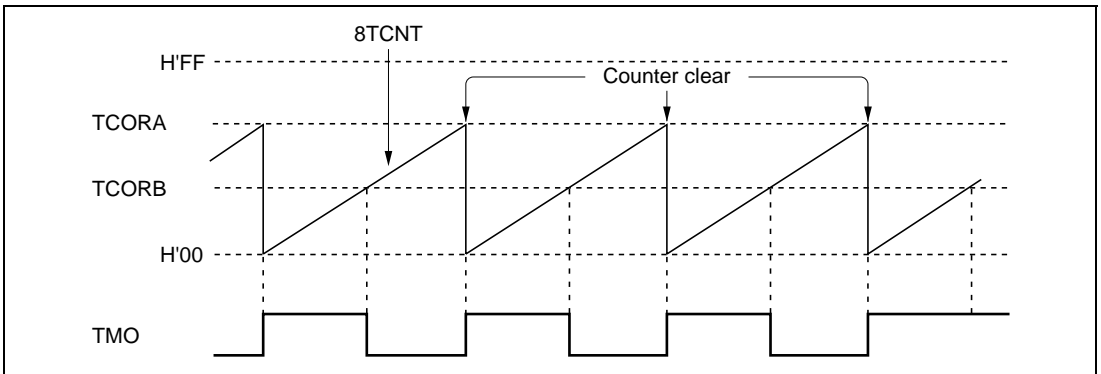 8TCNT
H'FF
Counter clear
TCORA
TCORB
H'00
TMO